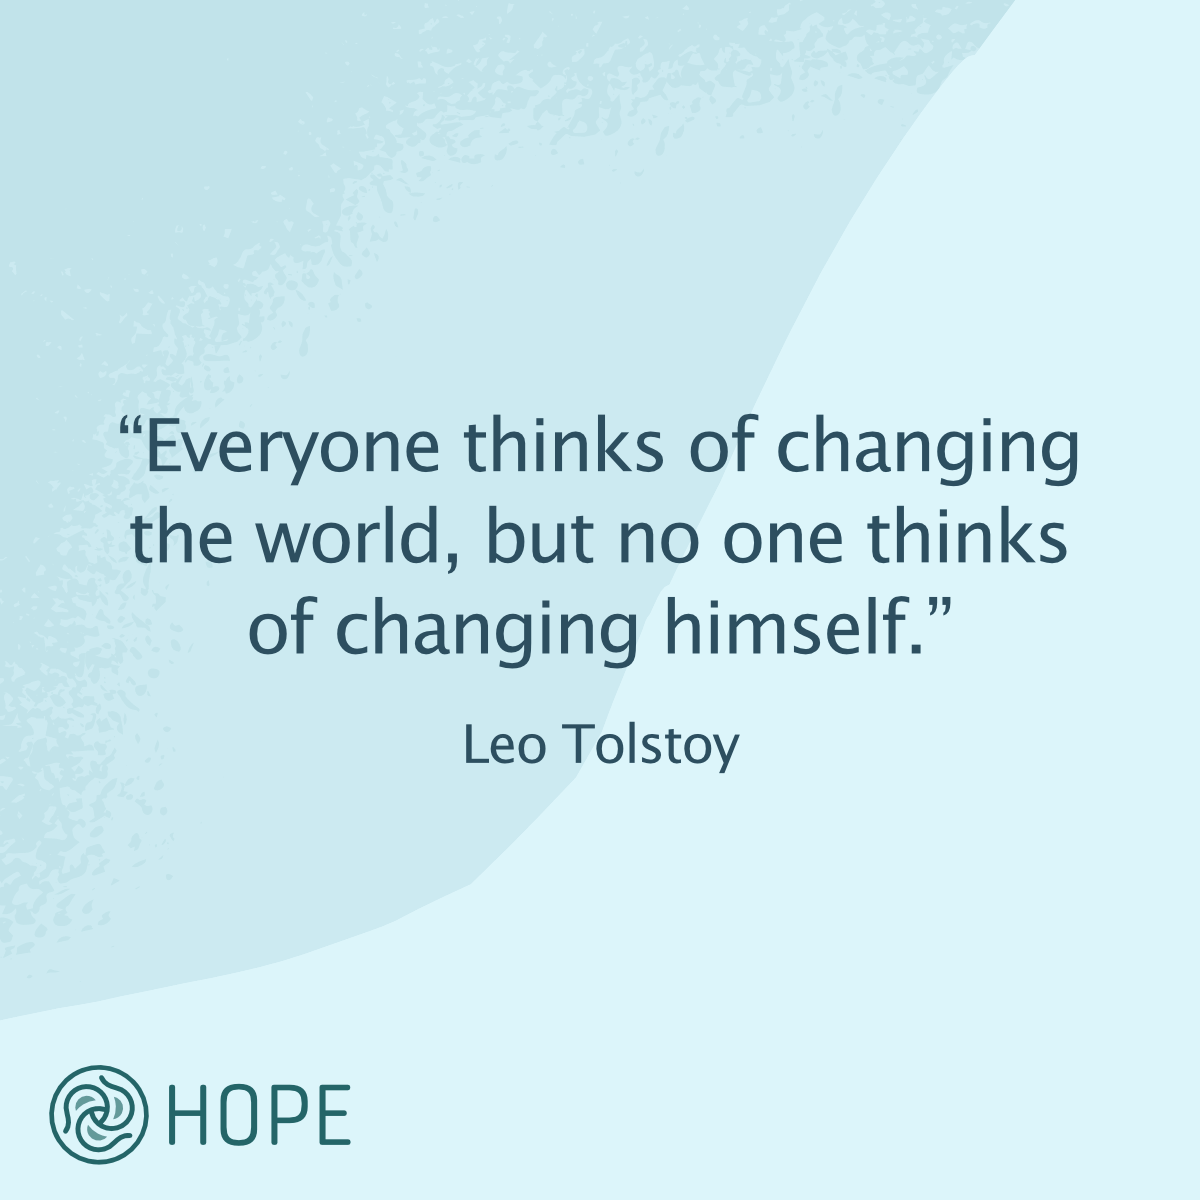 “Everyone thinks of changing
the world, but no one thinks
of changing himself.”
Leo Tolstoy
HOPE